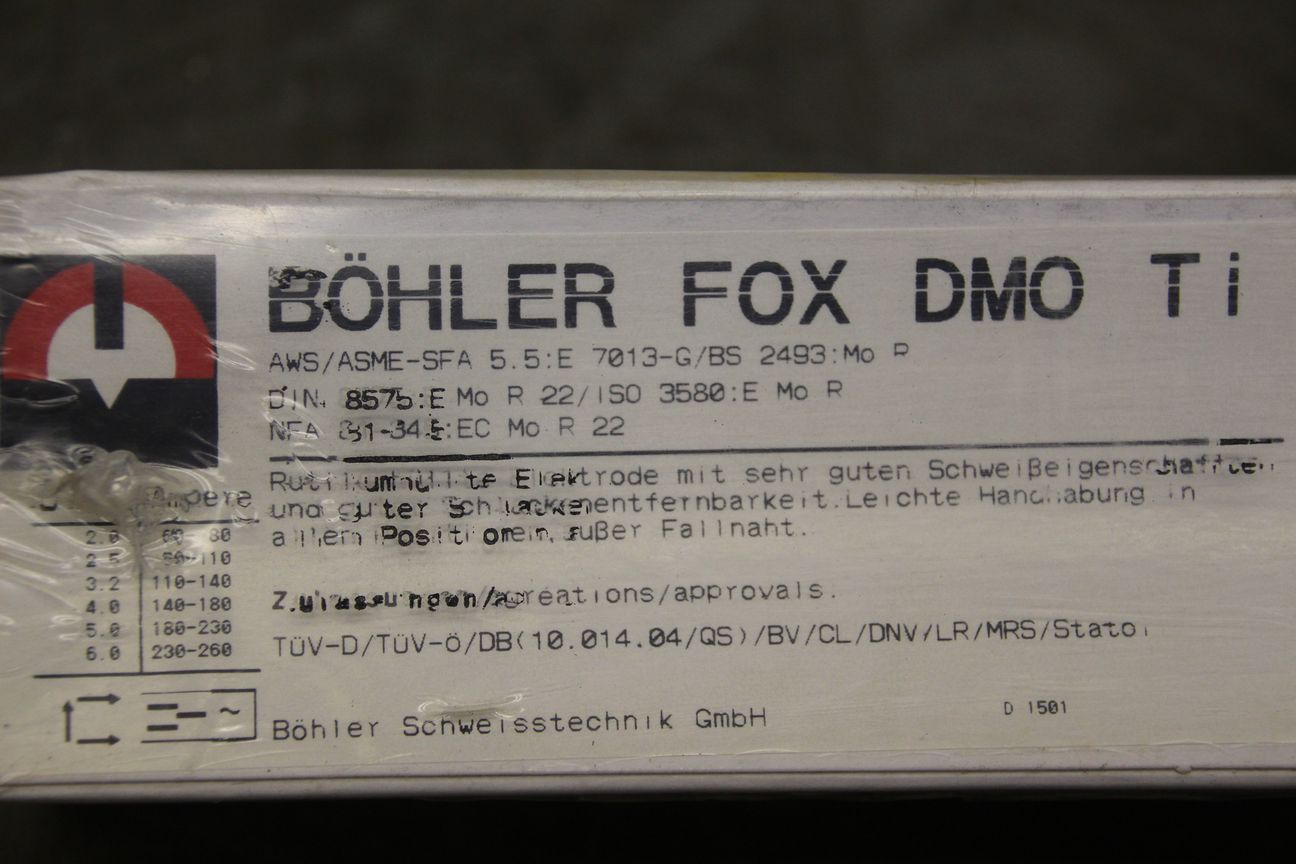 BÖHLER FOX DMO Ti
AWS/ASME-SFA 5.5:E 7013-G/BS 2493:Mo R
DIN 8575:E Mo R 22/ISO 3580:E Mo R
NFA 81-345:EC Mo R 22
Rutilumhüllte Elektrode mit sehr guten Schweißeigenschaften
und guter Schlackenentfernbarkeit.Leichte Handhabung in
allen Positionen, außer Fallnaht.
Zulassungen/agreations/approvals.
TÜV-D/TÜV-Ö/DB(10.014.04/QS)/BV/CL/DNV/LR/MRS/Statoi
Ampere
2.0 60- 80
2.5 80-110
3.2 110-140
4.0 140-180
5.0 180-230
6.0 230-260
~
Böhler Schweisstechnik GmbH
D 1501